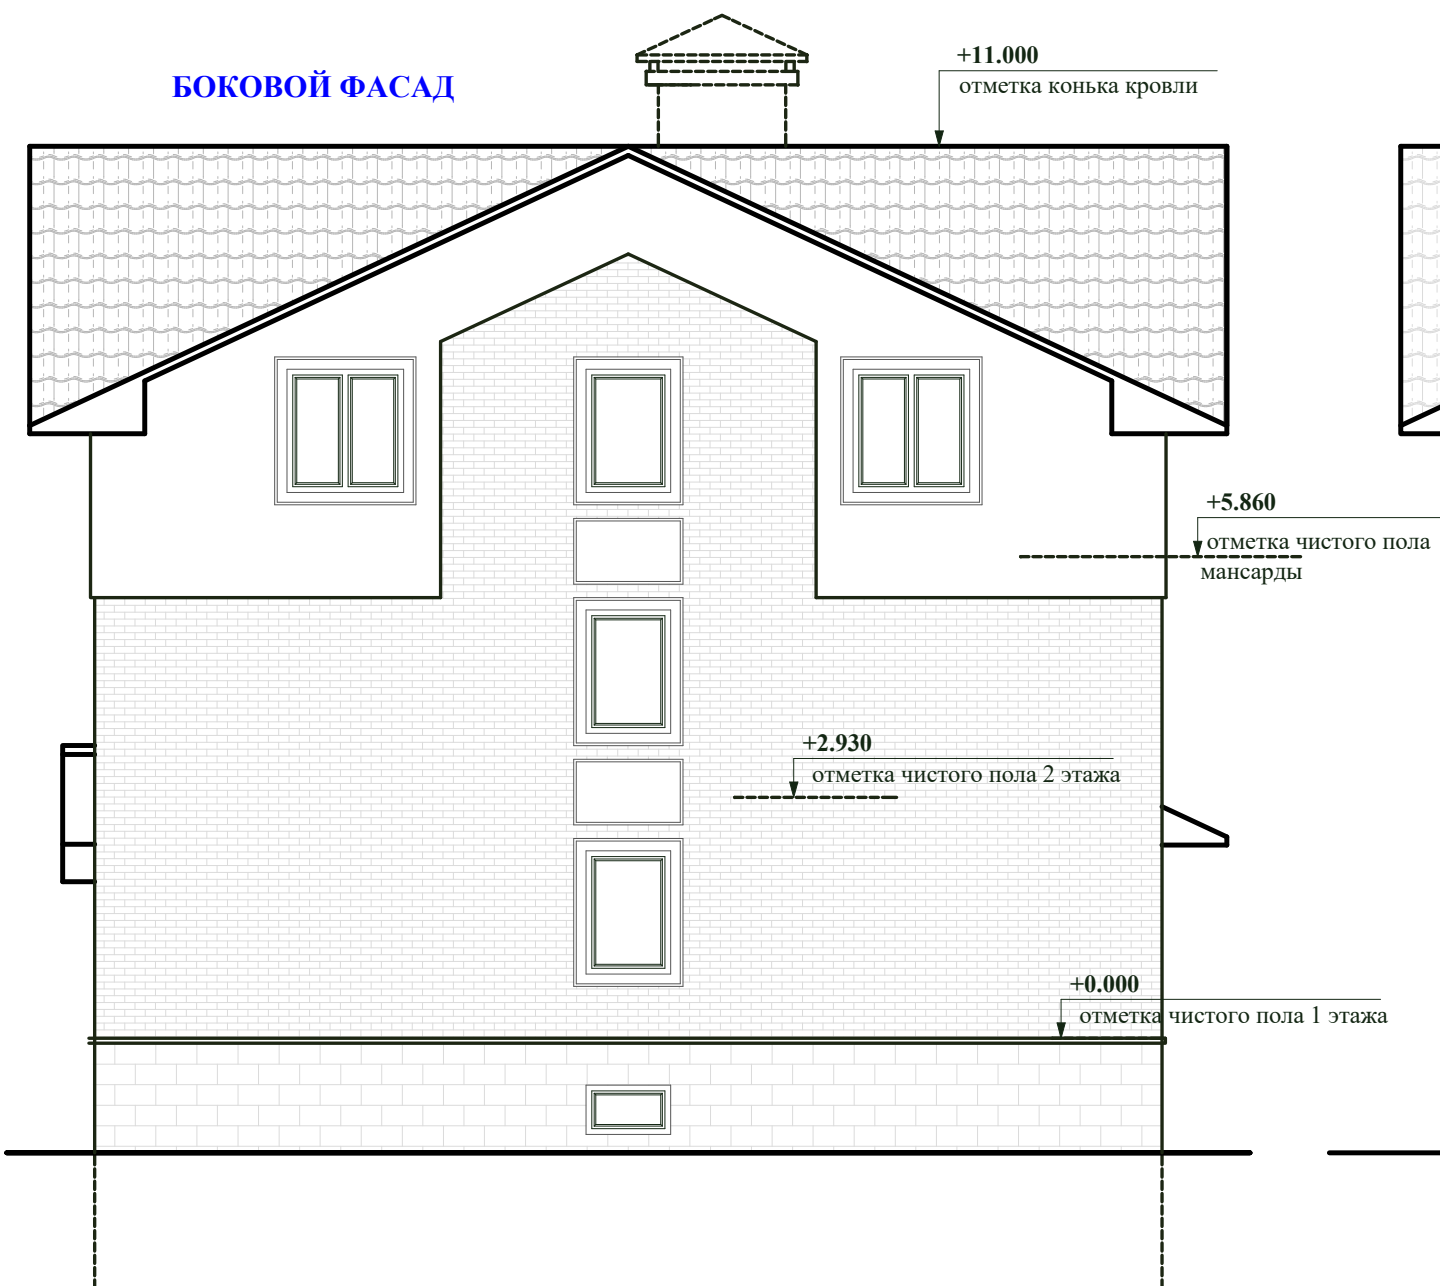 БОКОВОЙ ФАСАД
+11.000
отметка конька кровли
+5.860
отметка чистого пола
мансарды
+2.930
отметка чистого пола 2 этажа
+0.000
отметка чистого пола 1 этажа